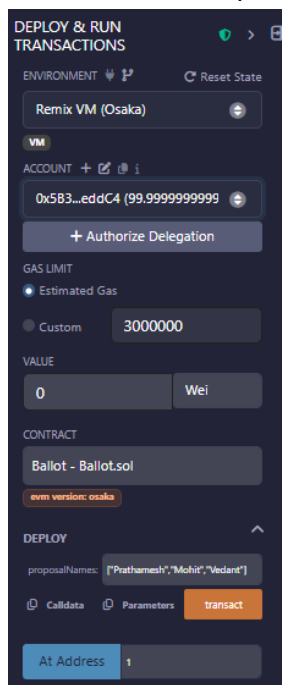 DEPLOY & RUN
TRANSACTIONS
ENVIRONMENT
Reset State
Remix VM (Osaka)
VM
ACCOUNT
0x5B3...eddC4 (99.9999999999
+ Authorize Delegation
GAS LIMIT
Estimated Gas
Custom 3000000
VALUE
0 Wei
CONTRACT
Ballot - Ballot.sol
evm version: osaka
DEPLOY
proposalNames: ["Prathamesh","Mohit","Vedant"]
Calldata Parameters transact
At Address 1